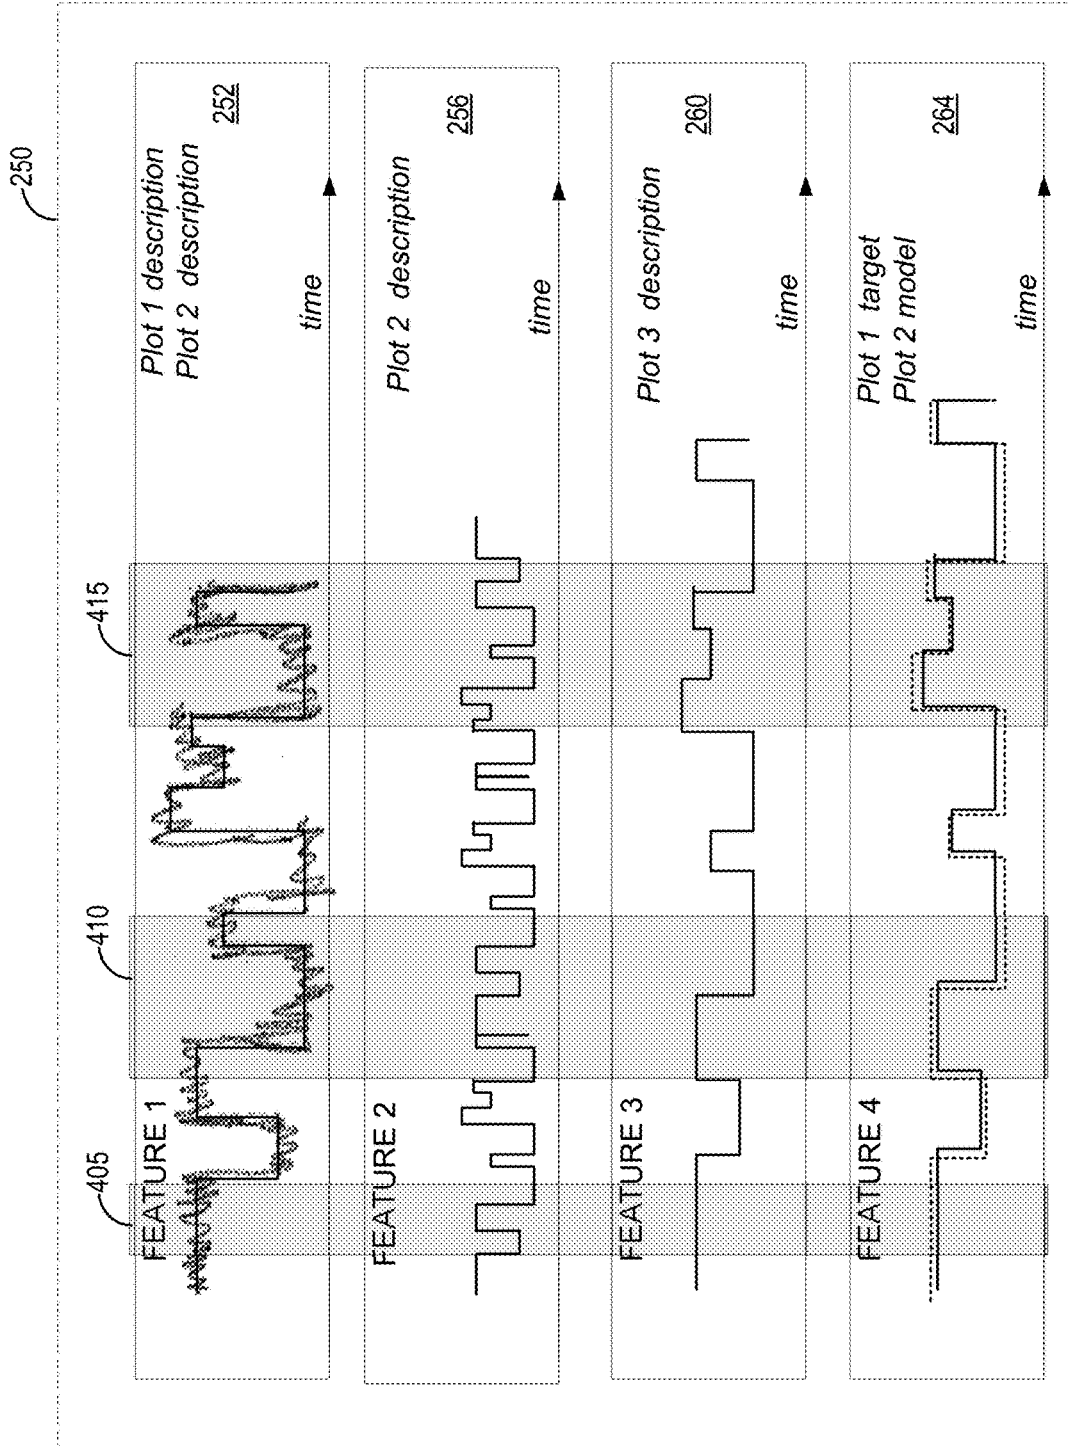 250
405
410
415
FEATURE 1
Plot 1 description
Plot 2 description
252
time
FEATURE 2
Plot 2 description
256
time
FEATURE 3
Plot 3 description
260
time
FEATURE 4
Plot 1 target
Plot 2 model
264
time